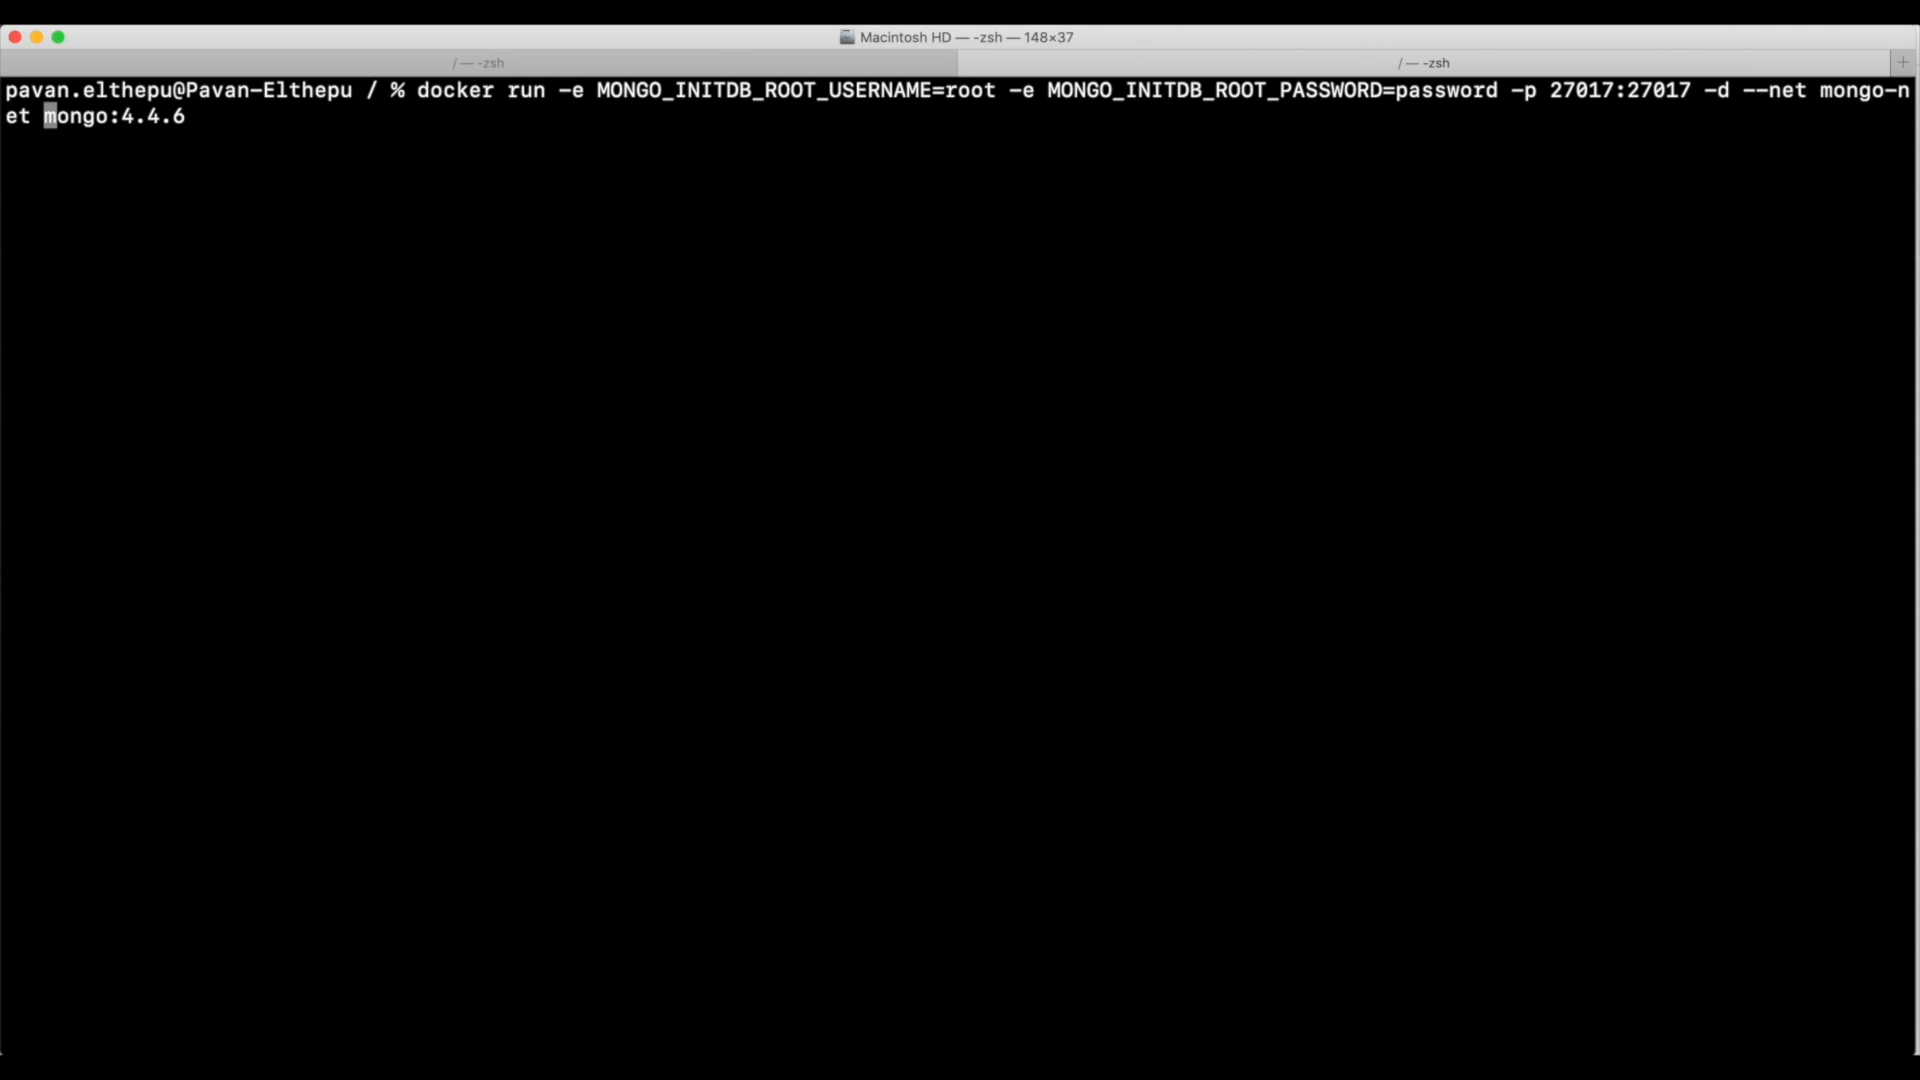 Macintosh HD — -zsh — 148×37
/ — -zsh
/ — -zsh
pavan.elthepu@Pavan-Elthepu / % docker run -e MONGO_INITDB_ROOT_USERNAME=root -e MONGO_INITDB_ROOT_PASSWORD=password -p 27017:27017 -d --net mongo-n
et mongo:4.4.6